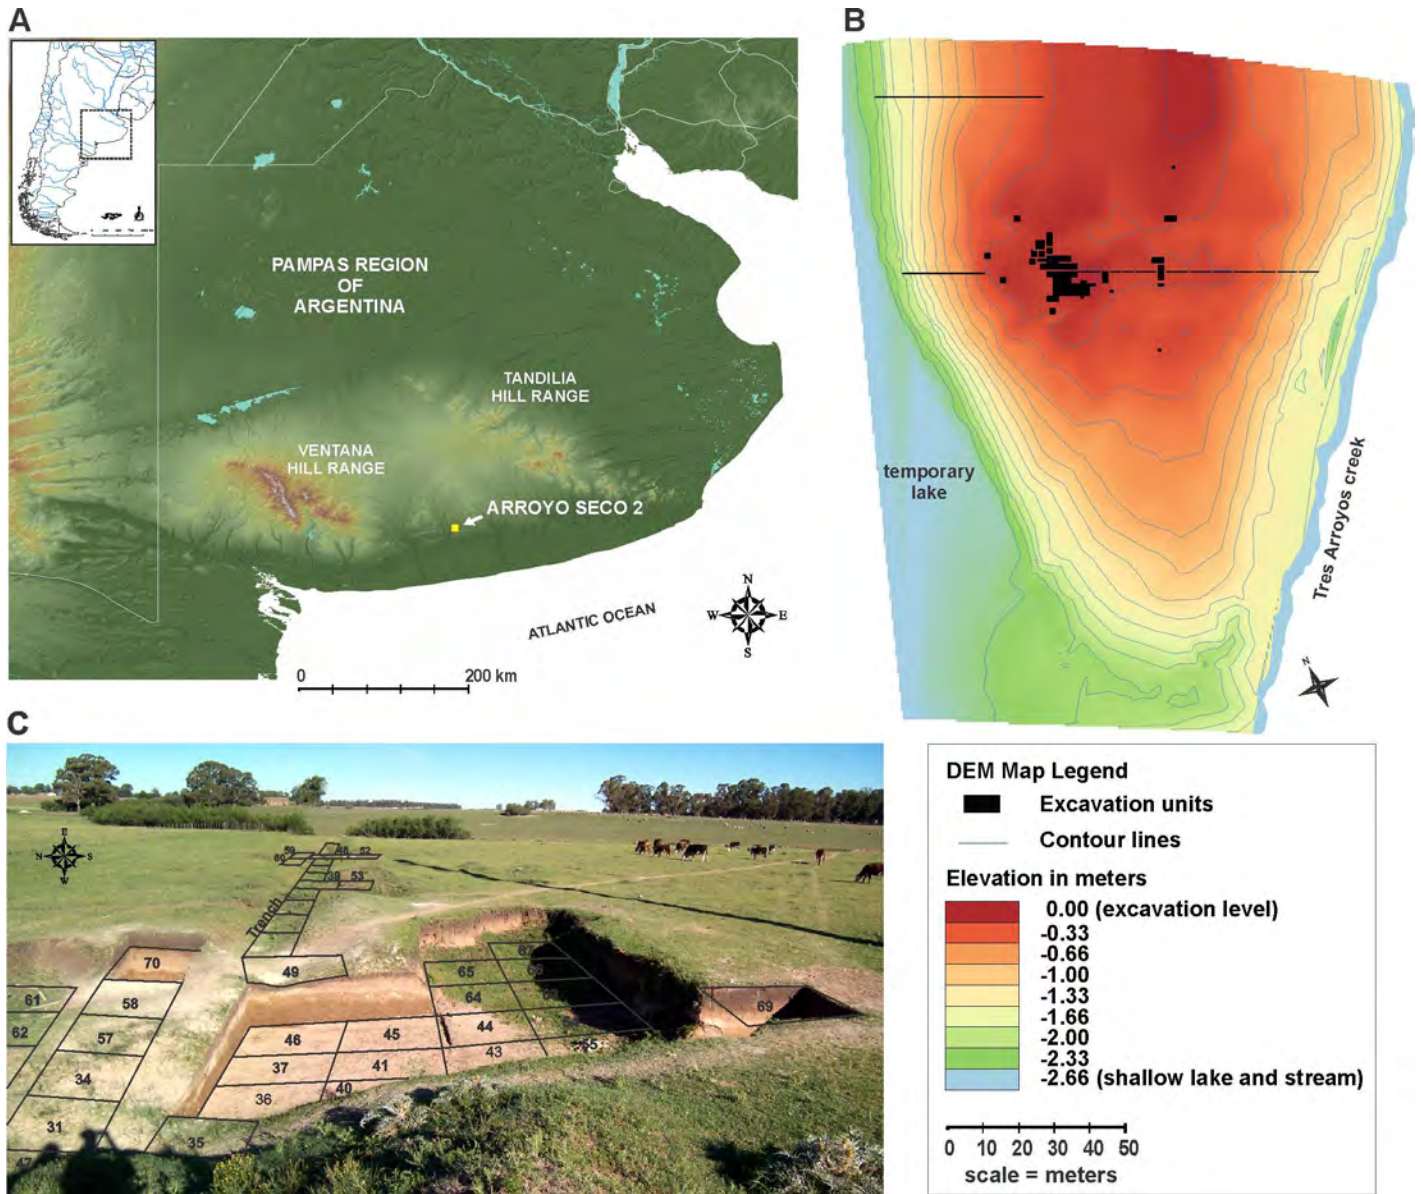 A
PAMPAS REGION
OF
ARGENTINA
TANDILIA
HILL RANGE
VENTANA
HILL RANGE
ARROYO SECO 2
ATLANTIC OCEAN
N
W
E
S
0
200 km
B
temporary
lake
Tres Arroyos creek
N
C
E
N
S
W
52
53
Trench
70
49
61
58
65
62
57
64
69
46
45
44
34
37
41
43
55
36
40
31
35
DEM Map Legend
Excavation units
Contour lines
Elevation in meters
0.00 (excavation level)
-0.33
-0.66
-1.00
-1.33
-1.66
-2.00
-2.33
-2.66 (shallow lake and stream)
0 10 20 30 40 50
scale = meters